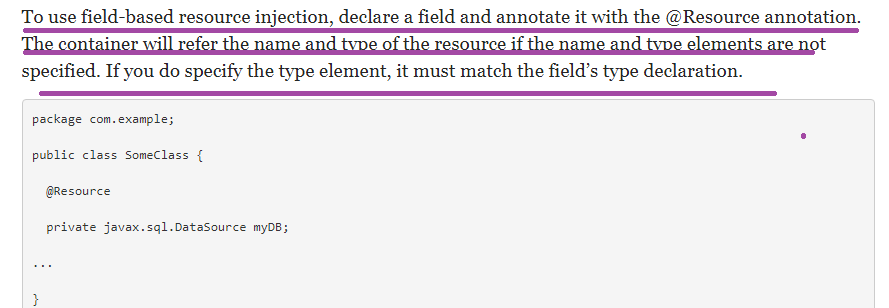 To use field-based resource injection, declare a field and annotate it with the @Resource annotation.
The container will refer the name and type of the resource if the name and type elements are not
specified. If you do specify the type element, it must match the field’s type declaration.
package com.example;
public class SomeClass {
@Resource
private javax.sql.DataSource myDB;
...
}